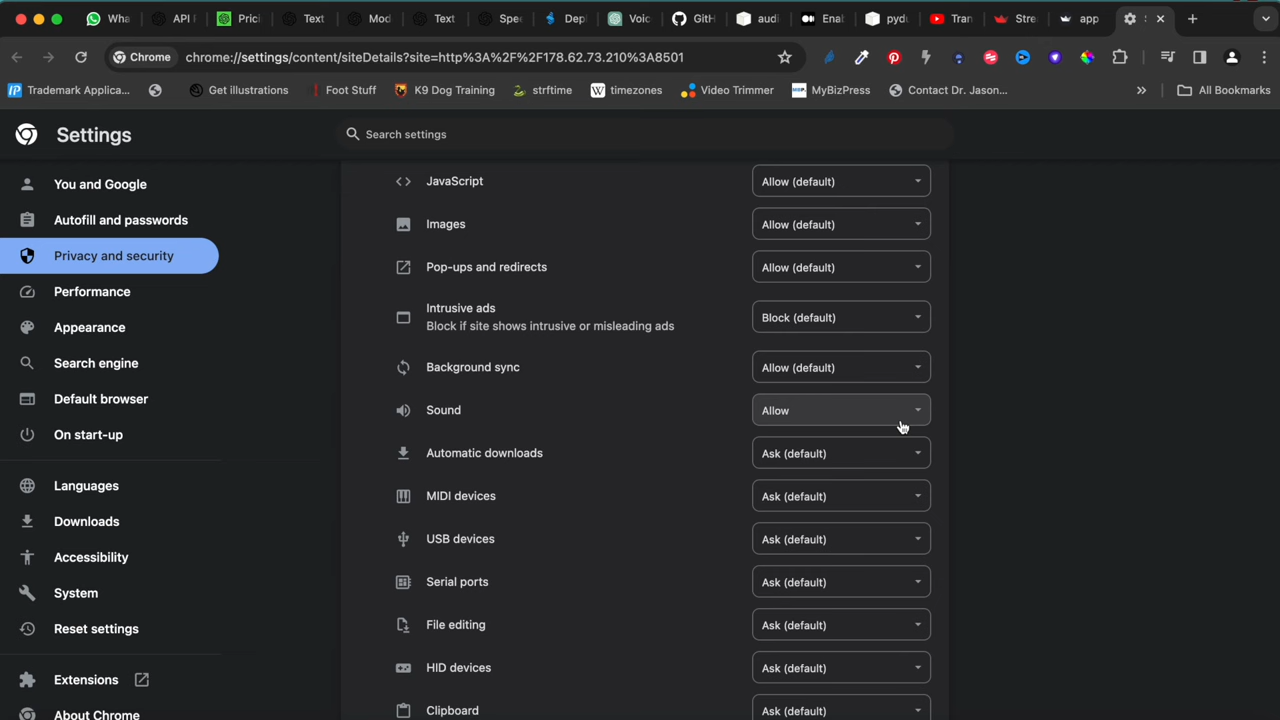 Wha
API
Prici
Text
Mod
Text
Spe
Dep
Voic
GitH
audi
Enal
pydu
Tran
Stre
app
Chrome
chrome://settings/content/siteDetails?site=http%3A%2F%2F178.62.73.210%3A8501
Trademark Applica...
Get illustrations
Foot Stuff
K9 Dog Training
strftime
timezones
Video Trimmer
MyBizPress
Contact Dr. Jason...
»
All Bookmarks
Settings
Search settings
You and Google
Autofill and passwords
Privacy and security
Performance
Appearance
Search engine
Default browser
On start-up
Languages
Downloads
Accessibility
System
Reset settings
Extensions
About Chrome
JavaScript
Allow (default)
Images
Allow (default)
Pop-ups and redirects
Allow (default)
Intrusive ads
Block if site shows intrusive or misleading ads
Block (default)
Background sync
Allow (default)
Sound
Allow
Automatic downloads
Ask (default)
MIDI devices
Ask (default)
USB devices
Ask (default)
Serial ports
Ask (default)
File editing
Ask (default)
HID devices
Ask (default)
Clipboard
Ask (default)